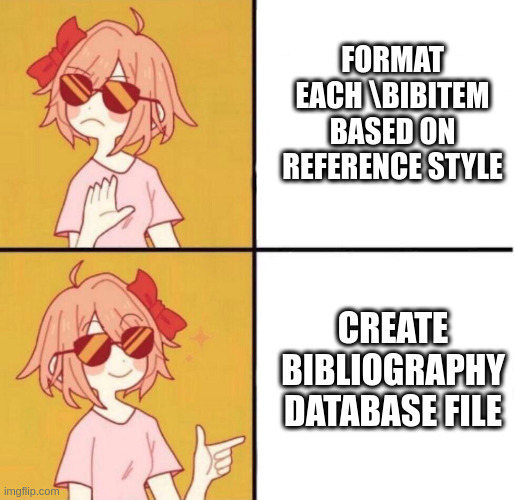 FORMAT
EACH \BIBITEM
BASED ON
REFERENCE STYLE
CREATE
BIBLIOGRAPHY
DATABASE FILE
imgflip.com